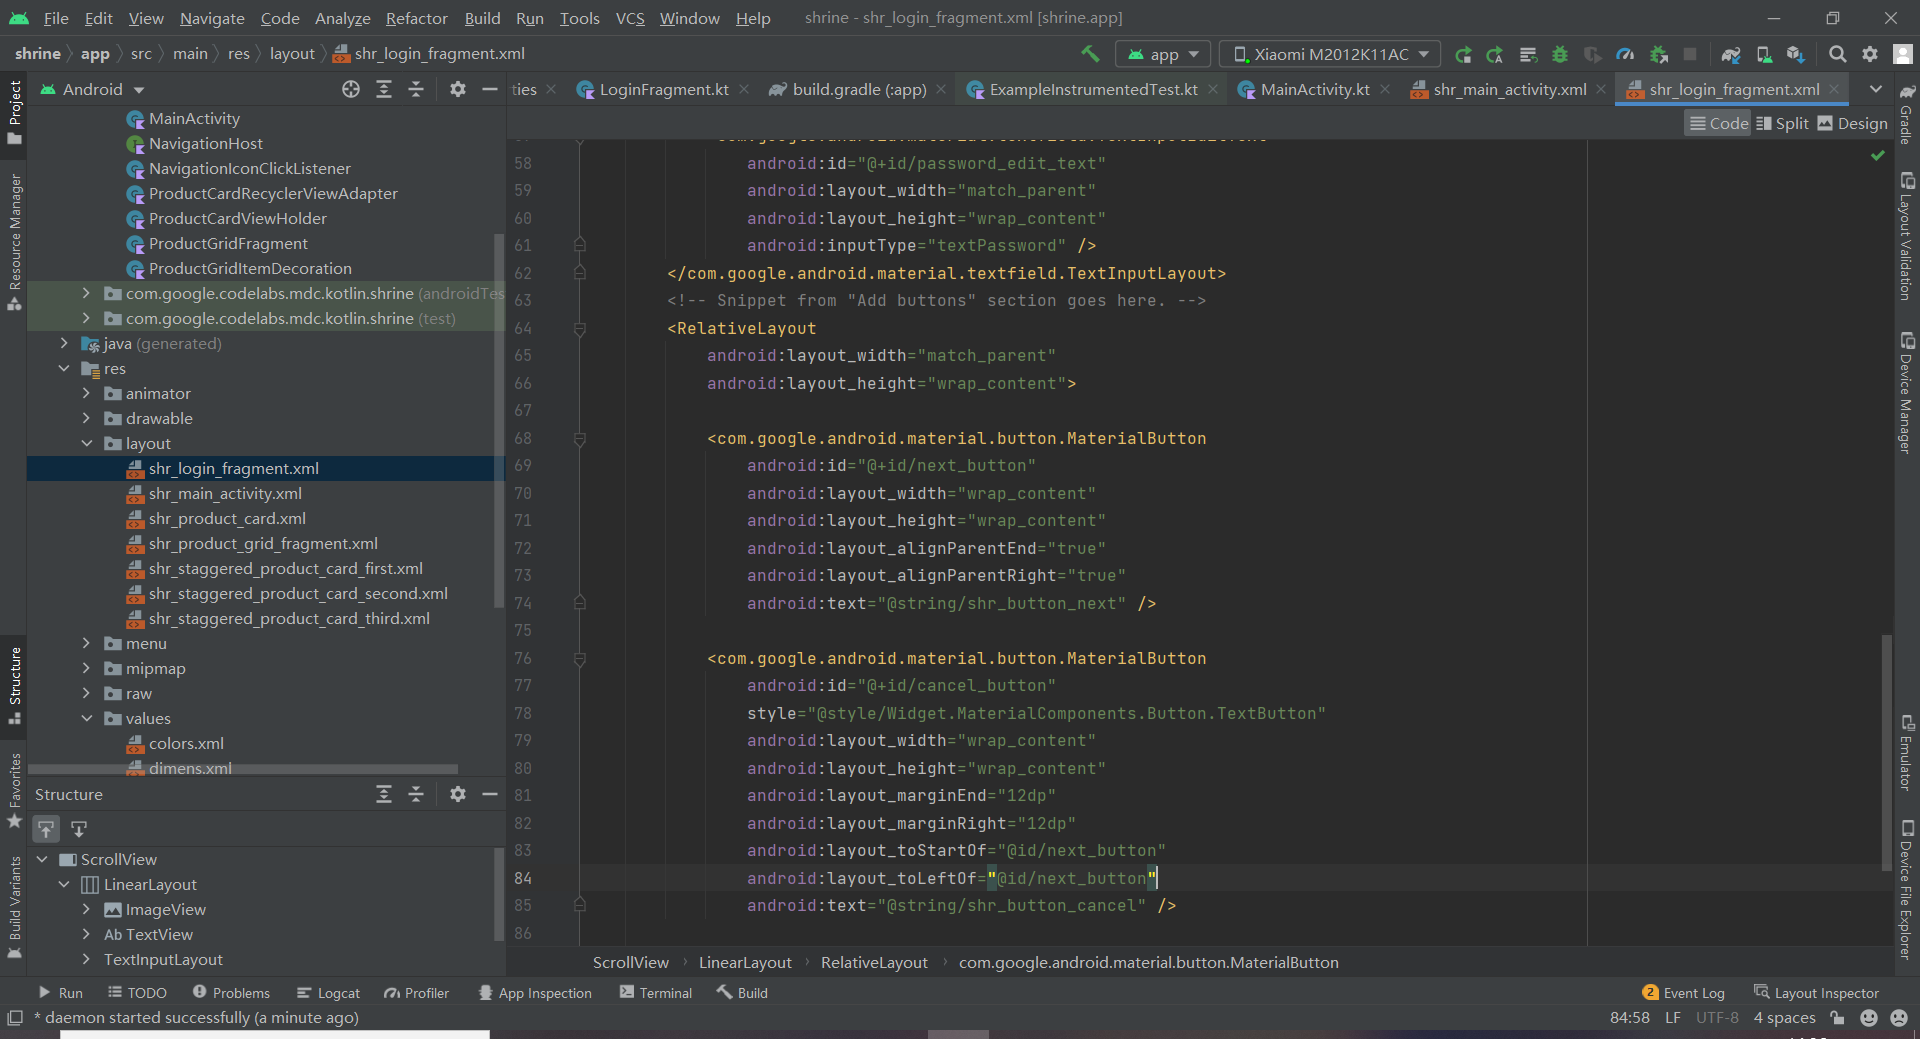 File Edit View Navigate Code Analyze Refactor Build Run Tools VCS Window Help shrine - shr_login_fragment.xml [shrine.app]
shrine app src main res layout shr_login_fragment.xml app Xiaomi M2012K11AC
Android ties LoginFragment.kt build.gradle (:app) ExampleInstrumentedTest.kt MainActivity.kt shr_main_activity.xml shr_login_fragment.xml
Code Split Design
Project
Resource Manager
Structure
Favorites
Build Variants
MainActivity
NavigationHost
NavigationIconClickListener
ProductCardRecyclerViewAdapter
ProductCardViewHolder
ProductGridFragment
ProductGridItemDecoration
com.google.codelabs.mdc.kotlin.shrine (androidTes
com.google.codelabs.mdc.kotlin.shrine (test)
java (generated)
res
animator
drawable
layout
shr_login_fragment.xml
shr_main_activity.xml
shr_product_card.xml
shr_product_grid_fragment.xml
shr_staggered_product_card_first.xml
shr_staggered_product_card_second.xml
shr_staggered_product_card_third.xml
menu
mipmap
raw
values
colors.xml
dimens.xml
Structure
ScrollView
LinearLayout
ImageView
Ab TextView
TextInputLayout
58 android:id="@+id/password_edit_text"
59 android:layout_width="match_parent"
60 android:layout_height="wrap_content"
61 android:inputType="textPassword" />
62 </com.google.android.material.textfield.TextInputLayout>
63 <!-- Snippet from "Add buttons" section goes here. -->
64 <RelativeLayout
65 android:layout_width="match_parent"
66 android:layout_height="wrap_content">
67
68 <com.google.android.material.button.MaterialButton
69 android:id="@+id/next_button"
70 android:layout_width="wrap_content"
71 android:layout_height="wrap_content"
72 android:layout_alignParentEnd="true"
73 android:layout_alignParentRight="true"
74 android:text="@string/shr_button_next" />
75
76 <com.google.android.material.button.MaterialButton
77 android:id="@+id/cancel_button"
78 style="@style/Widget.MaterialComponents.Button.TextButton"
79 android:layout_width="wrap_content"
80 android:layout_height="wrap_content"
81 android:layout_marginEnd="12dp"
82 android:layout_marginRight="12dp"
83 android:layout_toStartOf="@id/next_button"
84 android:layout_toLeftOf="@id/next_button"
85 android:text="@string/shr_button_cancel" />
86
ScrollView LinearLayout RelativeLayout com.google.android.material.button.MaterialButton
Gradle
Layout Validation
Device Manager
Emulator
Device File Explorer
Run TODO Problems Logcat Profiler App Inspection Terminal Build 2 Event Log Layout Inspector
* daemon started successfully (a minute ago) 84:58 LF UTF-8 4 spaces